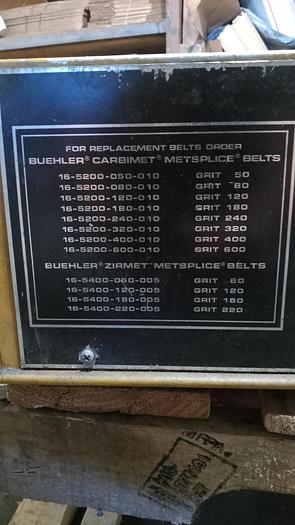 FOR REPLACEMENT BELTS ORDER
BUEHLER® CARBIMET® METSPLICE® BELTS
16-5200-050-010 GRIT 50
16-5200-080-010 GRIT 80
16-5200-120-010 GRIT 120
16-5200-180-010 GRIT 180
16-5200-240-010 GRIT 240
16-5200-320-010 GRIT 320
16-5200-400-010 GRIT 400
16-5200-600-010 GRIT 600
BUEHLER® ZIRMET™ METSPLICE® BELTS
16-5400-060-005 GRIT 60
16-5400-120-005 GRIT 120
16-5400-180-005 GRIT 180
16-5400-220-005 GRIT 220